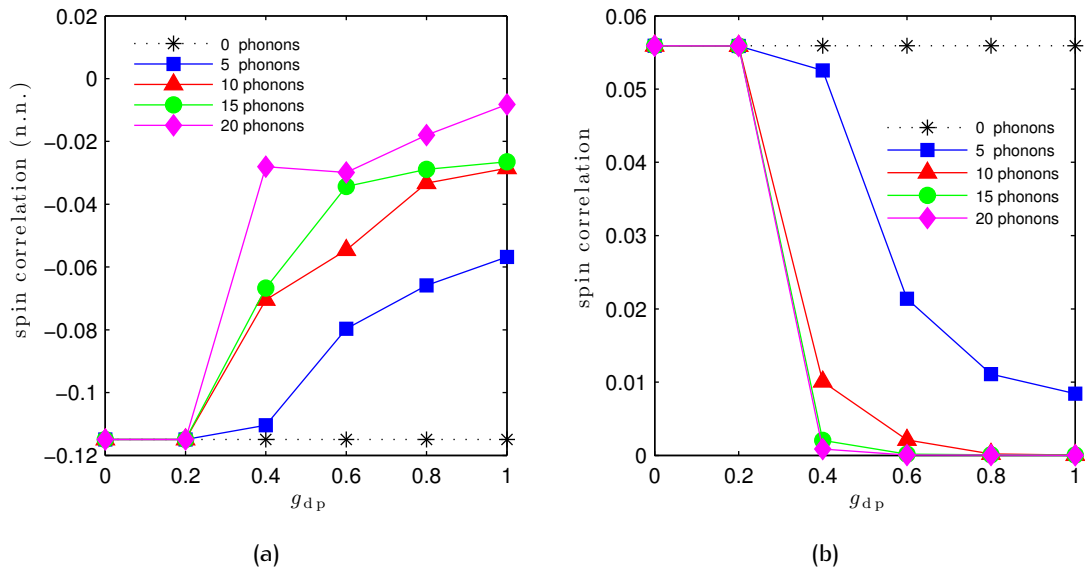 0.02
0
−0.02
−0.04
−0.06
−0.08
−0.1
−0.12
0 0.2 0.4 0.6 0.8 1
spin correlation (n.n.)
g_dp
0 phonons
5 phonons
10 phonons
15 phonons
20 phonons
(a)
0.06
0.05
0.04
0.03
0.02
0.01
0
0 0.2 0.4 0.6 0.8 1
spin correlation
g_dp
0 phonons
5 phonons
10 phonons
15 phonons
20 phonons
(b)